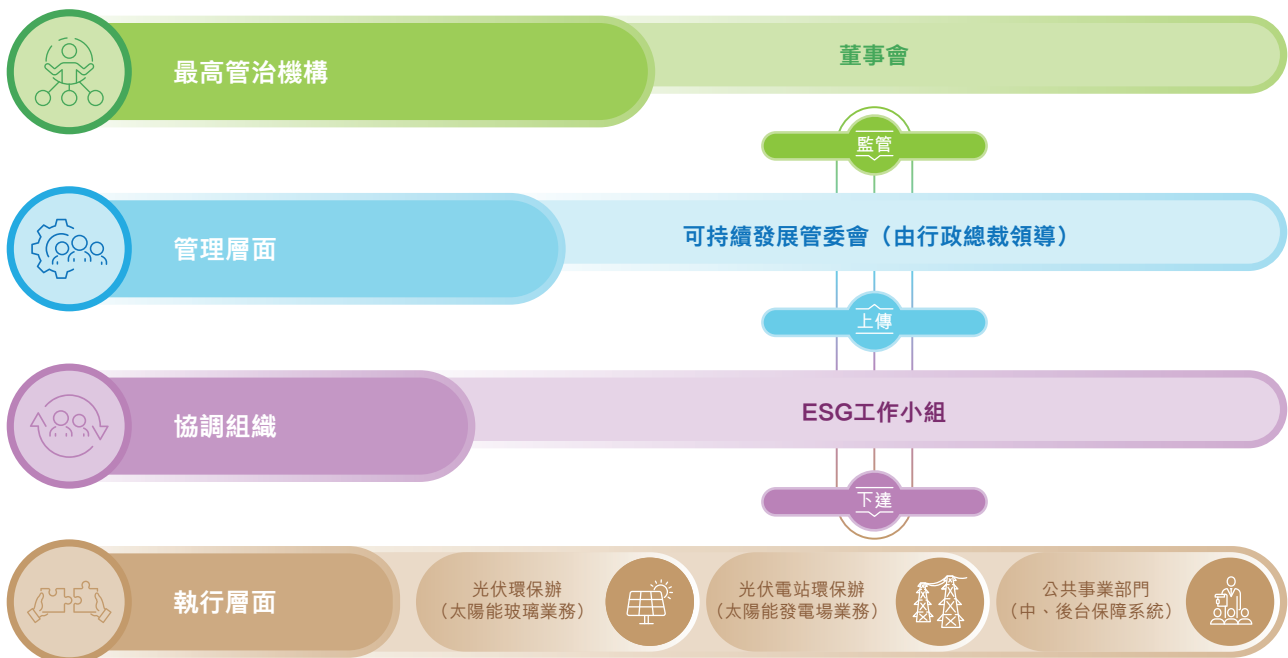 最高管治機構
董事會
監管
管理層面
可持續發展管委會（由行政總裁領導）
上傳
協調組織
ESG工作小組
下達
執行層面
光伏環保辦
（太陽能玻璃業務）
光伏電站環保辦
（太陽能發電場業務）
公共事業部門
（中、後台保障系統）